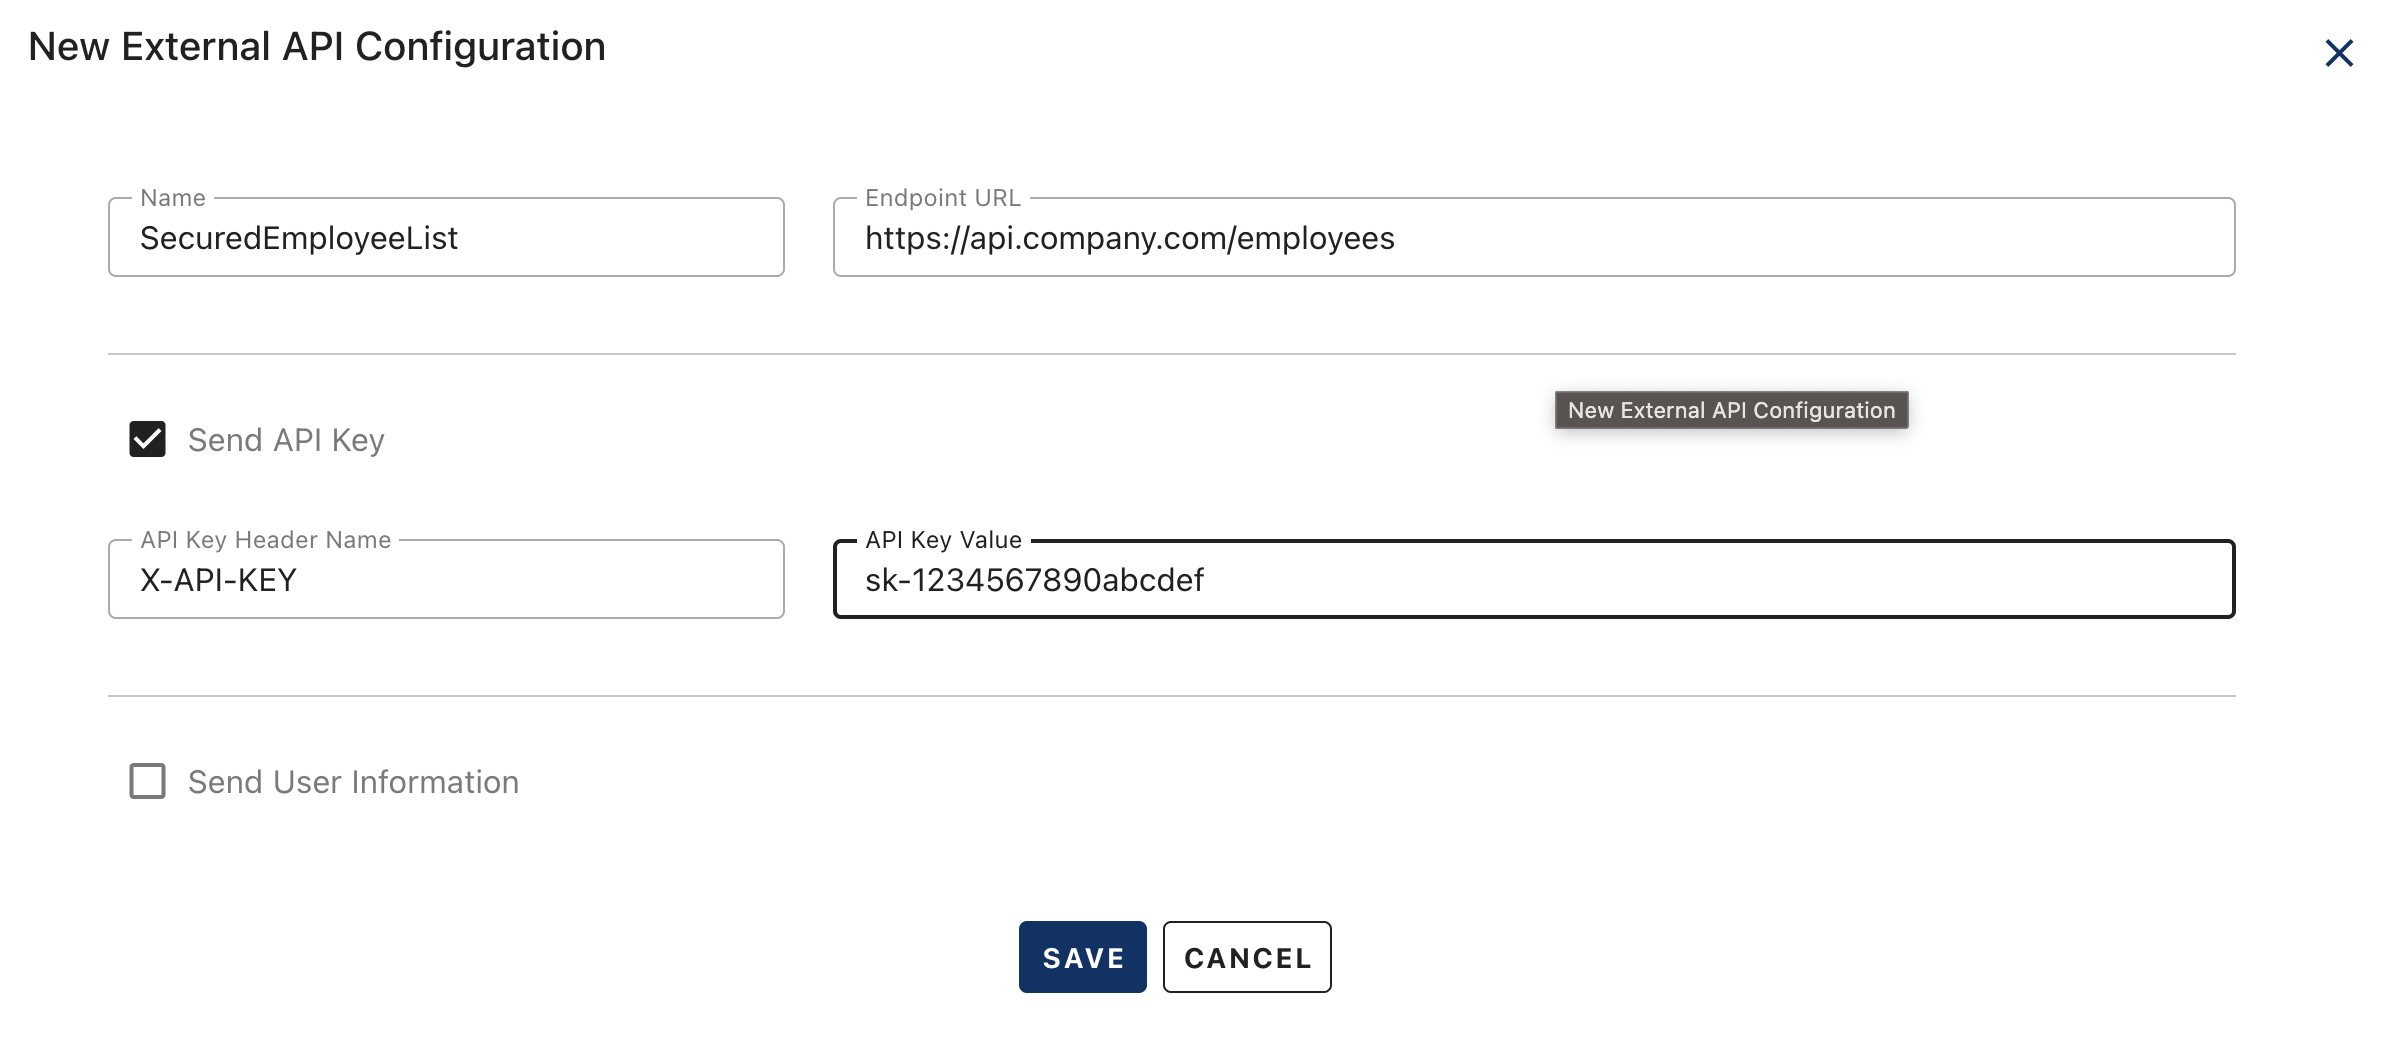 New External API Configuration
Name
SecuredEmployeeList
Endpoint URL
https://api.company.com/employees
New External API Configuration
Send API Key
API Key Header Name
X-API-KEY
API Key Value
sk-1234567890abcdef
Send User Information
SAVE
CANCEL